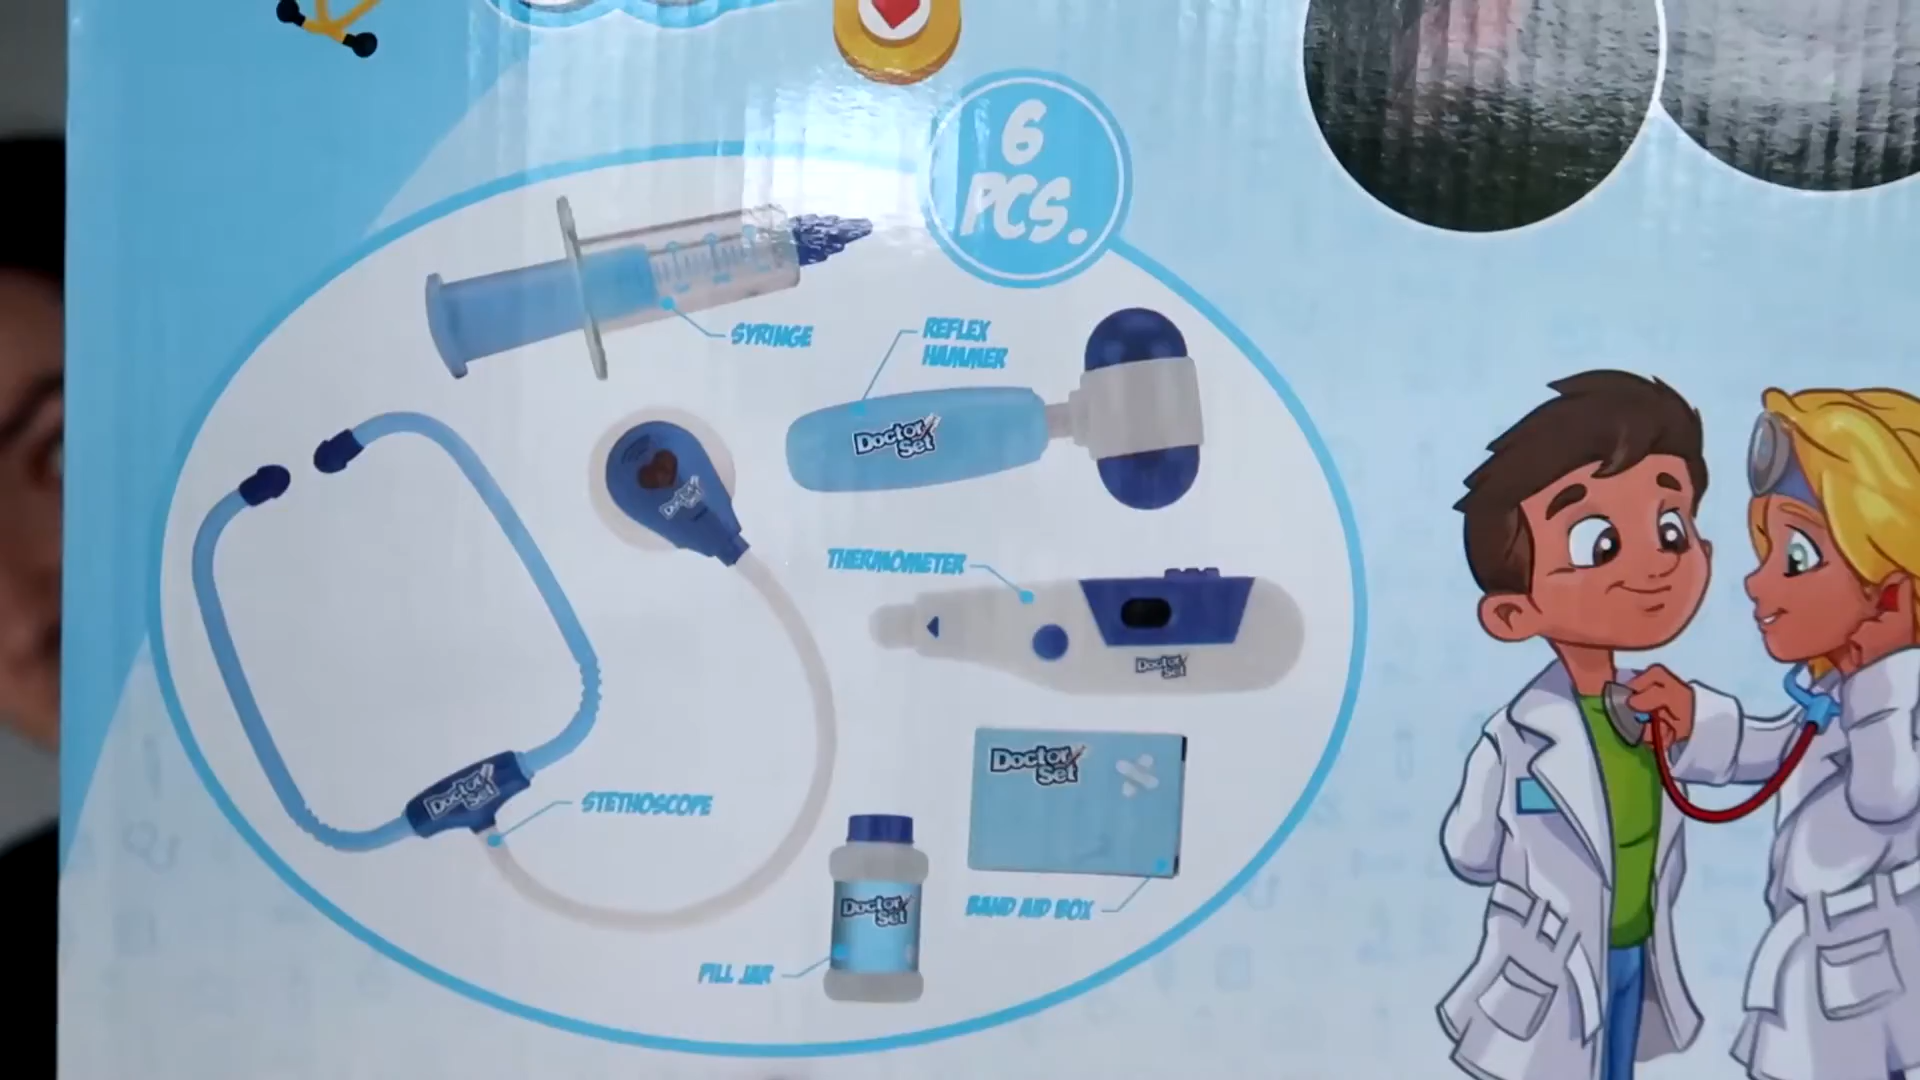 6
PCS.
SYRINGE
REFLEX
HAMMER
Doctor
Set
Doctor
Set
THERMOMETER
Doctor
Set
Doctor
Set
Doctor
Set
STETHOSCOPE
BAND AID BOX
Doctor
Set
PILL JAR